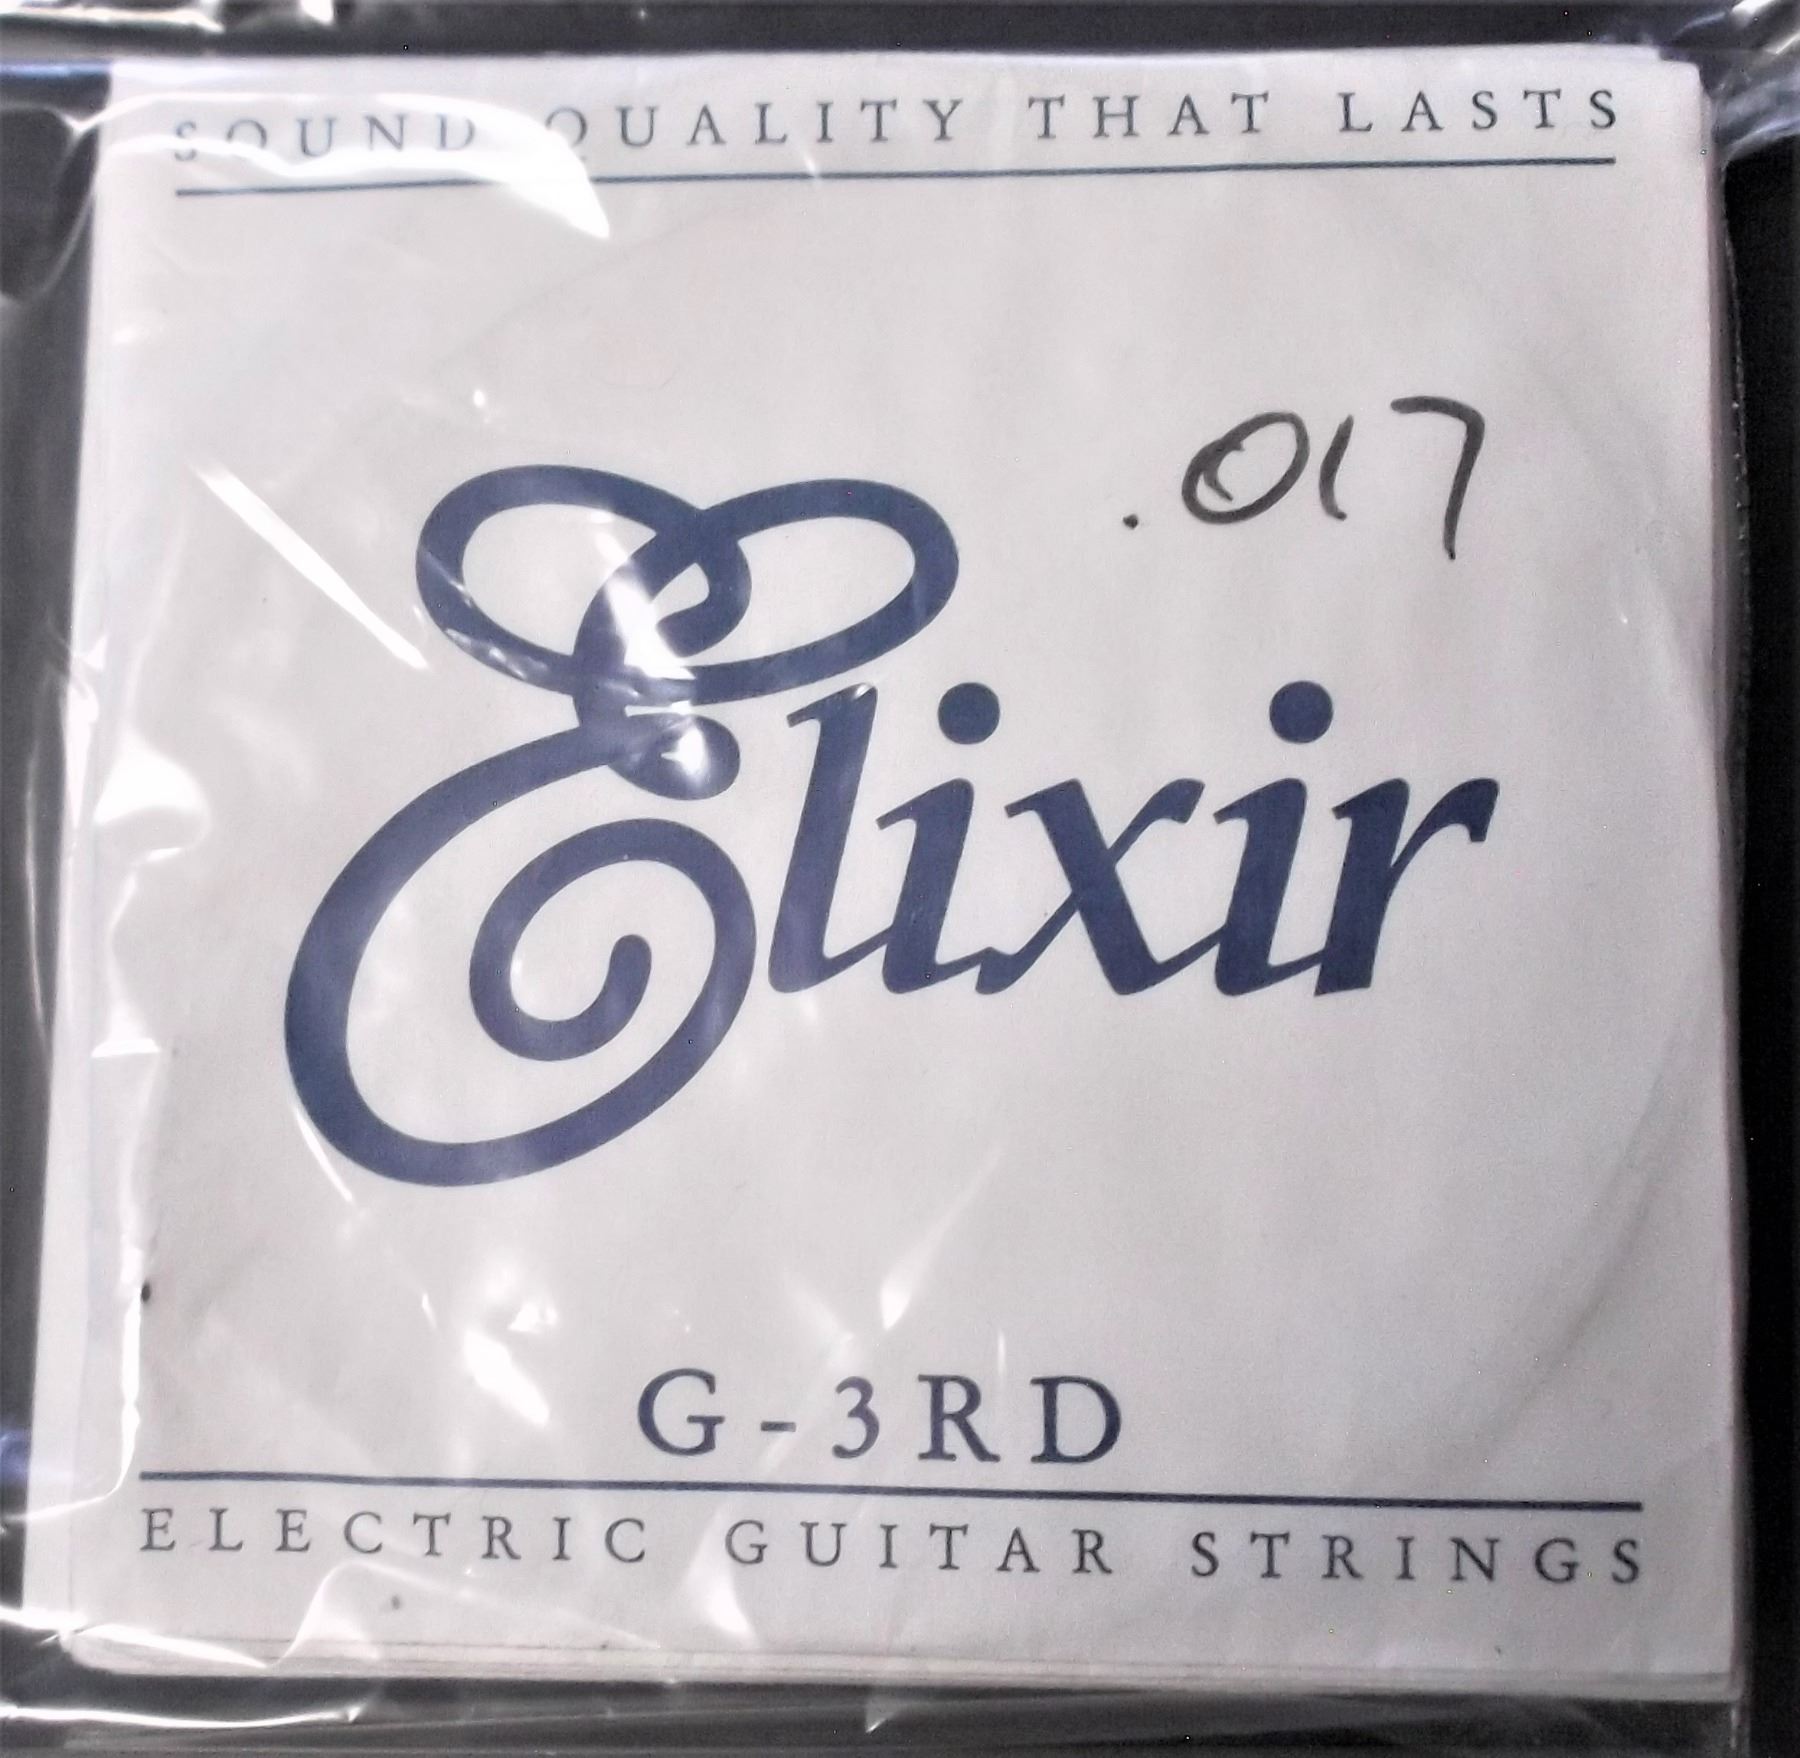 SOUND QUALITY THAT LASTS
.017
Elixir
G-3RD
ELECTRIC GUITAR STRINGS